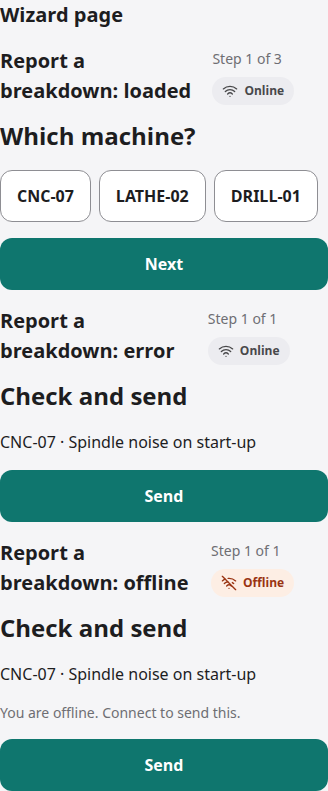 Wizard page
Report a
breakdown: loaded
Step 1 of 3
Online
Which machine?
CNC-07
LATHE-02
DRILL-01
Next
Report a
breakdown: error
Step 1 of 1
Online
Check and send
CNC-07 · Spindle noise on start-up
Send
Report a
breakdown: offline
Step 1 of 1
Offline
Check and send
CNC-07 · Spindle noise on start-up
You are offline. Connect to send this.
Send